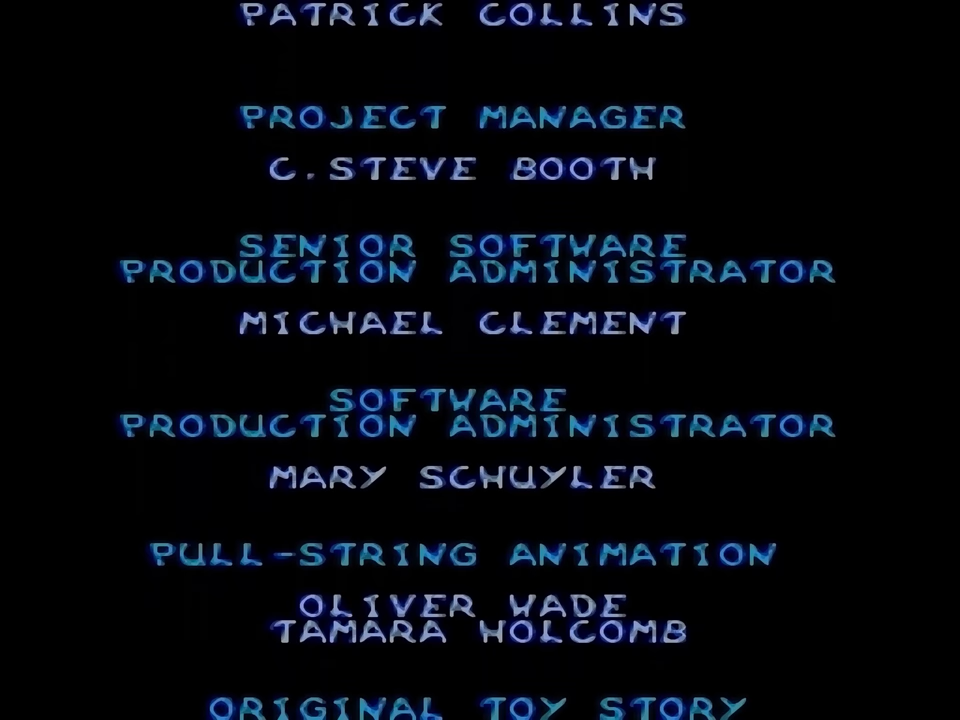 PATRICK COLLINS
PROJECT MANAGER
C.STEVE BOOTH
SENIOR SOFTWARE
PRODUCTION ADMINISTRATOR
MICHAEL CLEMENT
SOFTWARE
PRODUCTION ADMINISTRATOR
MARY SCHUYLER
PULL-STRING ANIMATION
OLIVER WADE
TAMARA HOLCOMB
ORIGINAL TOY STORY